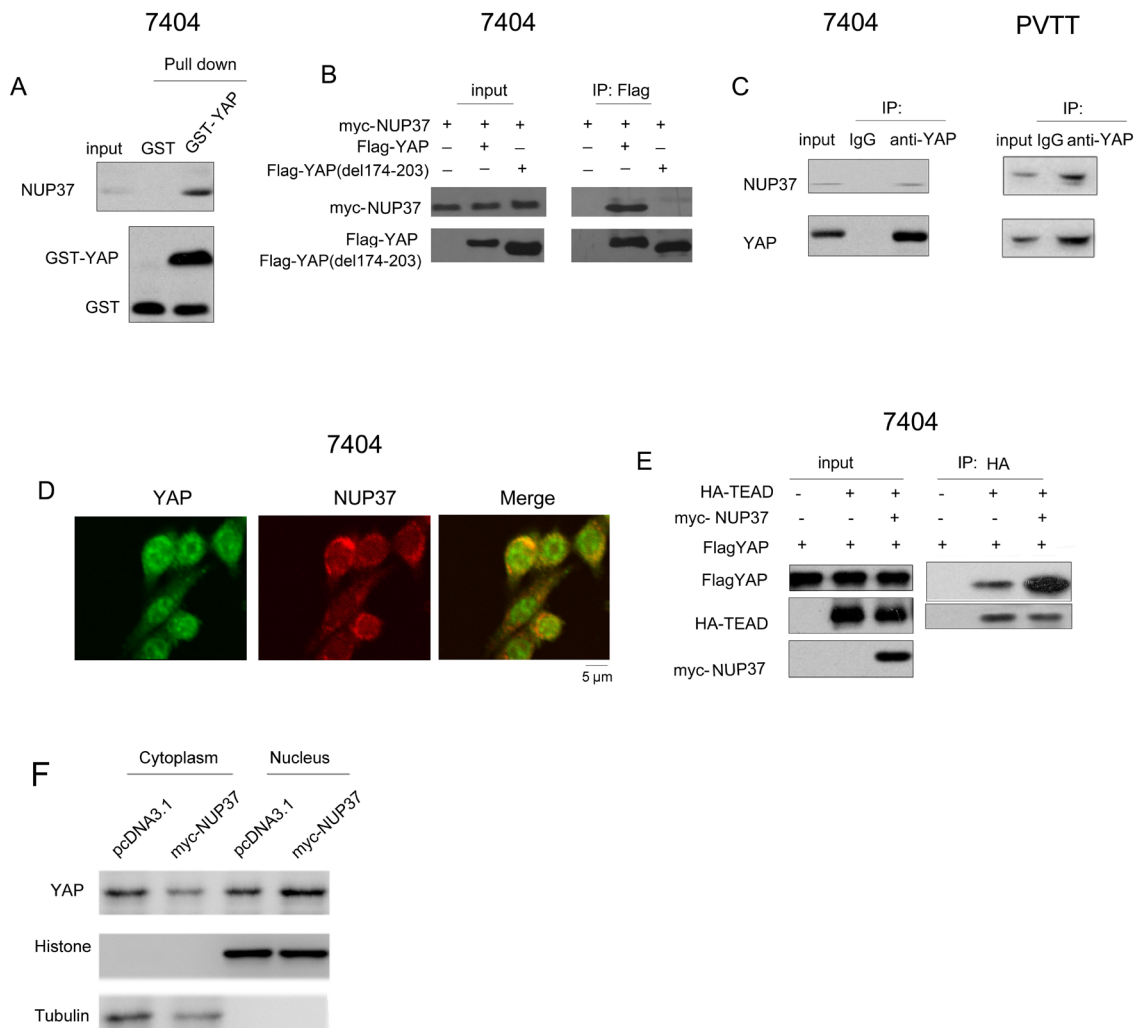 7404
7404
7404 PVTT
A
Pull down
input GST GST-YAP
NUP37
GST-YAP
GST
B
input IP: Flag
myc-NUP37 + + + + + +
Flag-YAP – + – – + –
Flag-YAP(del174-203) – – + – – +
myc-NUP37
Flag-YAP
Flag-YAP(del174-203)
C
IP: IP:
input IgG anti-YAP input IgG anti-YAP
NUP37
YAP
7404
D
YAP NUP37 Merge
5 μm
7404
E
input IP: HA
HA-TEAD - + + - + +
myc- NUP37 - - + - - +
FlagYAP + + + + + +
FlagYAP
HA-TEAD
myc-NUP37
F
Cytoplasm Nucleus
pcDNA3.1 myc-NUP37 pcDNA3.1 myc-NUP37
YAP
Histone
Tubulin